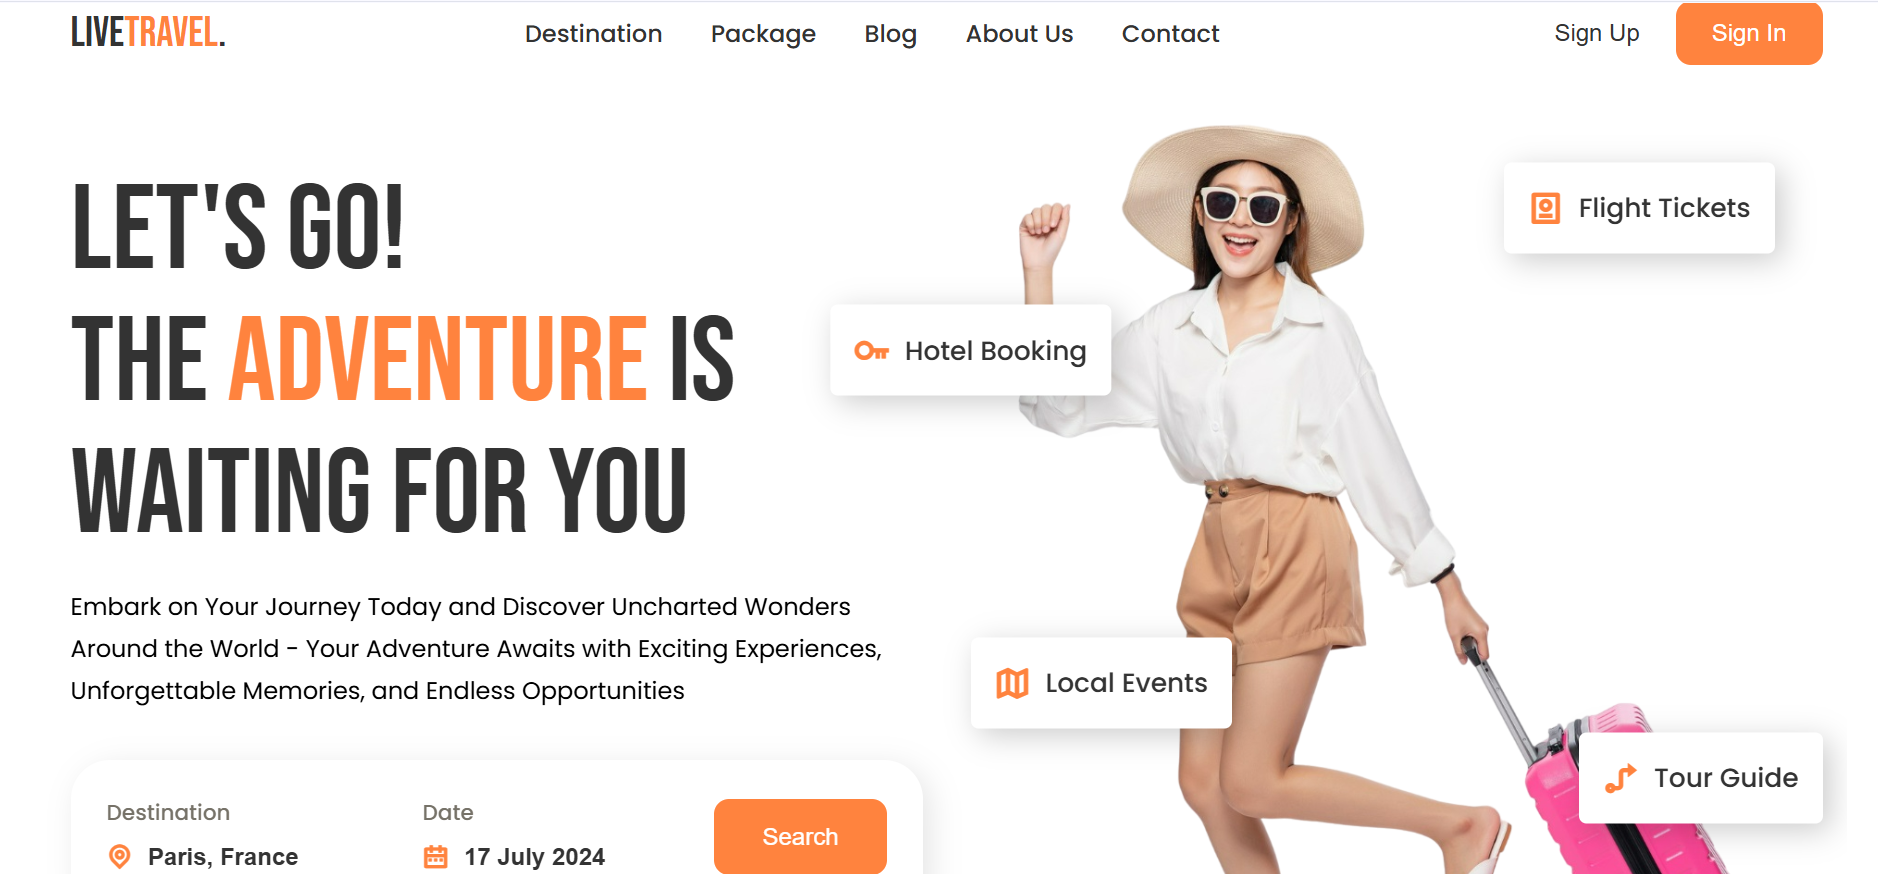 LIVETRAVEL.
Destination
Package
Blog
About Us
Contact
Sign Up
Sign In
LET'S GO!
THE ADVENTURE IS
WAITING FOR YOU
Embark on Your Journey Today and Discover Uncharted Wonders
Around the World - Your Adventure Awaits with Exciting Experiences,
Unforgettable Memories, and Endless Opportunities
Destination
Paris, France
Date
17 July 2024
Search
Flight Tickets
Hotel Booking
Local Events
Tour Guide